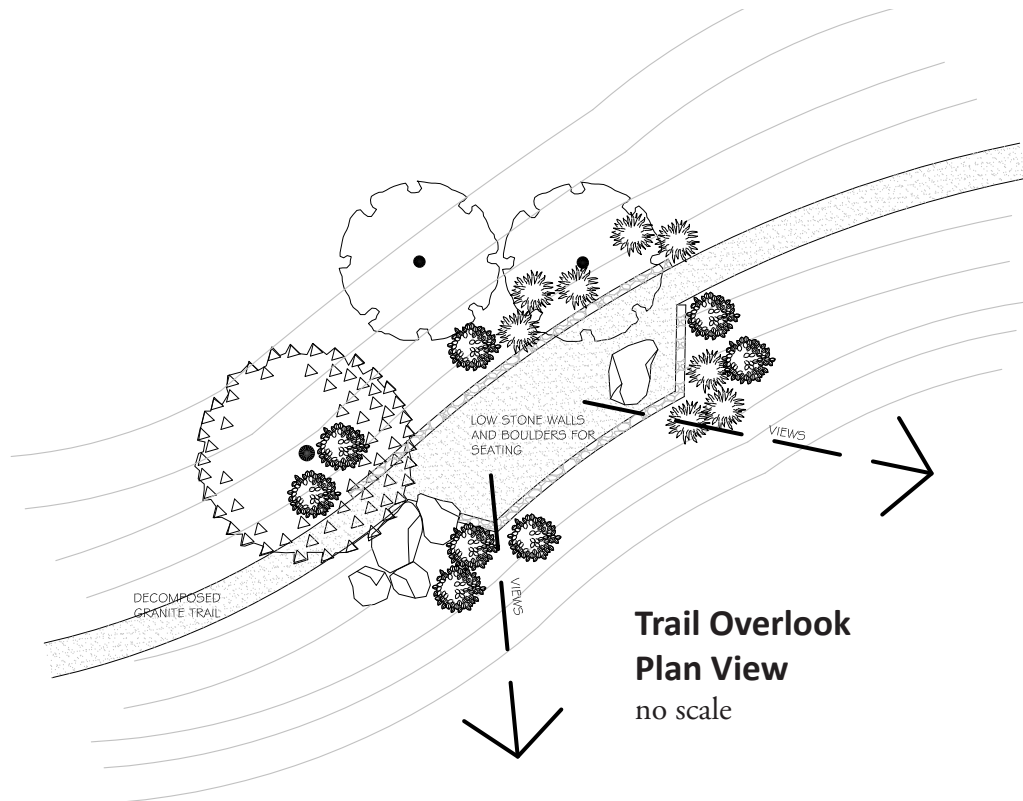 LOW STONE WALLS
AND BOULDERS FOR
SEATING
VIEWS
VIEWS
DECOMPOSED
GRANITE TRAIL
Trail Overlook
Plan View
no scale